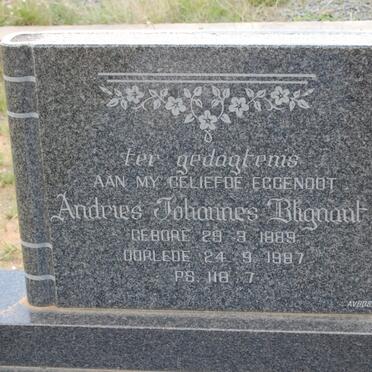 ter gedagtenis
AAN MY GELIEFDE EGGENOOT
Andries Johannes Blignaut
GEBORE 29 . 3 . 1889
OORLEDE 24 . 9 . 1987
PS. 118 : 7